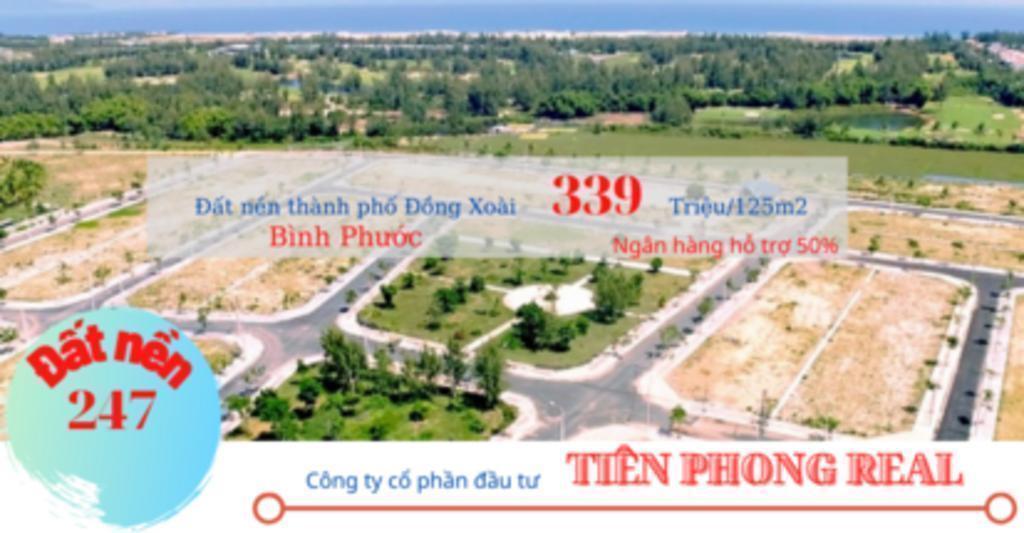 Đất nền thành phố Đồng Xoài 339 Triệu/125m2
Bình Phước
Ngân hàng hỗ trợ 50%
Đất nền
247
Công ty cổ phần đầu tư TIÊN PHONG REAL